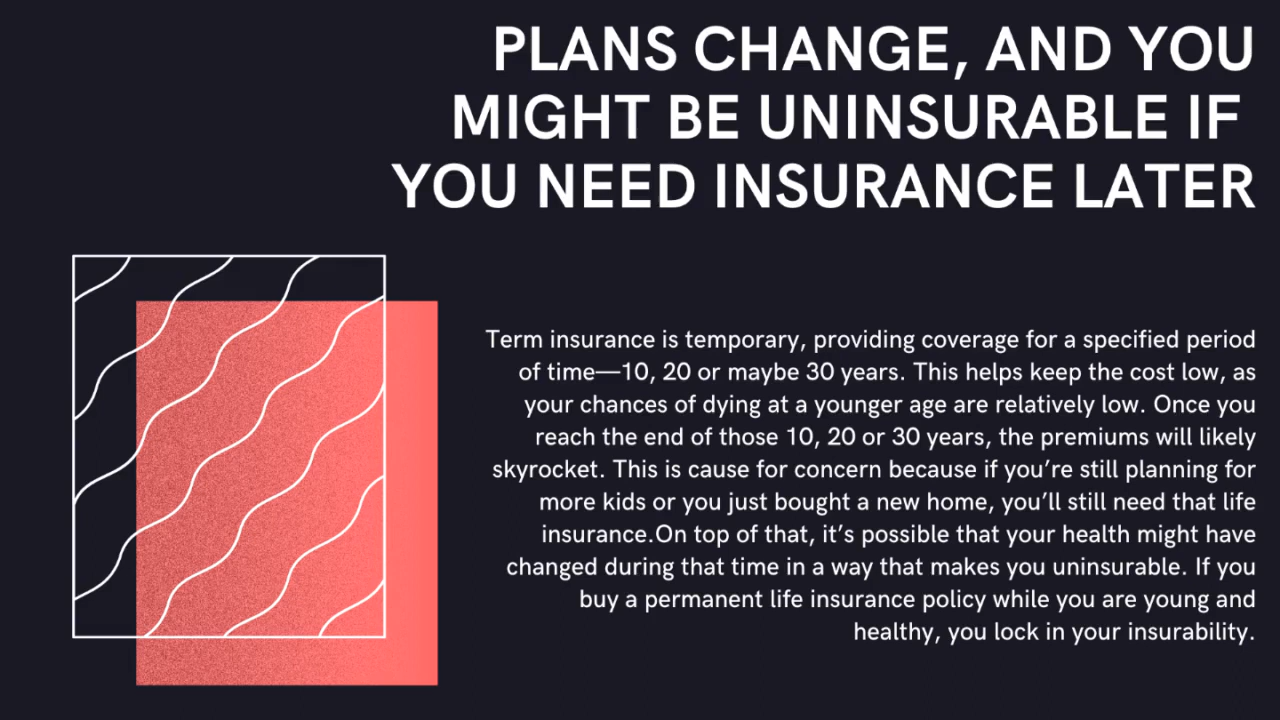 PLANS CHANGE, AND YOU
MIGHT BE UNINSURABLE IF
YOU NEED INSURANCE LATER
Term insurance is temporary, providing coverage for a specified period
of time—10, 20 or maybe 30 years. This helps keep the cost low, as
your chances of dying at a younger age are relatively low. Once you
reach the end of those 10, 20 or 30 years, the premiums will likely
skyrocket. This is cause for concern because if you’re still planning for
more kids or you just bought a new home, you’ll still need that life
insurance.On top of that, it’s possible that your health might have
changed during that time in a way that makes you uninsurable. If you
buy a permanent life insurance policy while you are young and
healthy, you lock in your insurability.